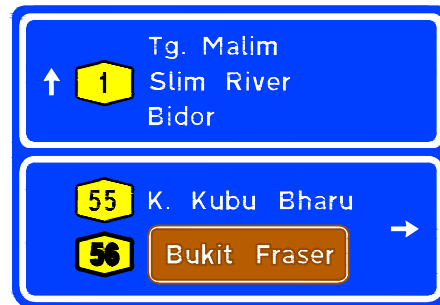 Tg. Malim
1 Slim River
Bidor
55 K. Kubu Bharu
56 Bukit Fraser